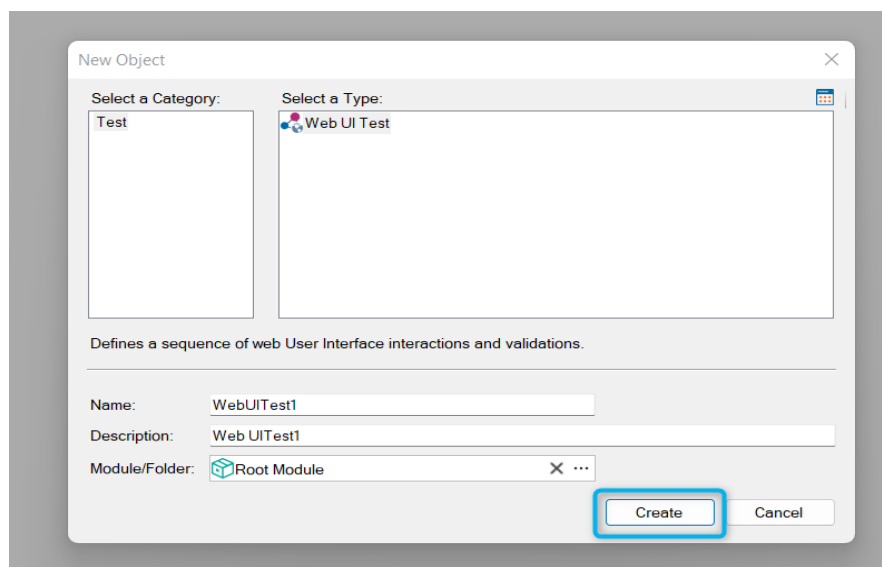 New Object
Select a Category:
Select a Type:
Test
Web UI Test
Defines a sequence of web User Interface interactions and validations.
Name:
WebUITest1
Description:
Web UITest1
Module/Folder:
Root Module
Create
Cancel